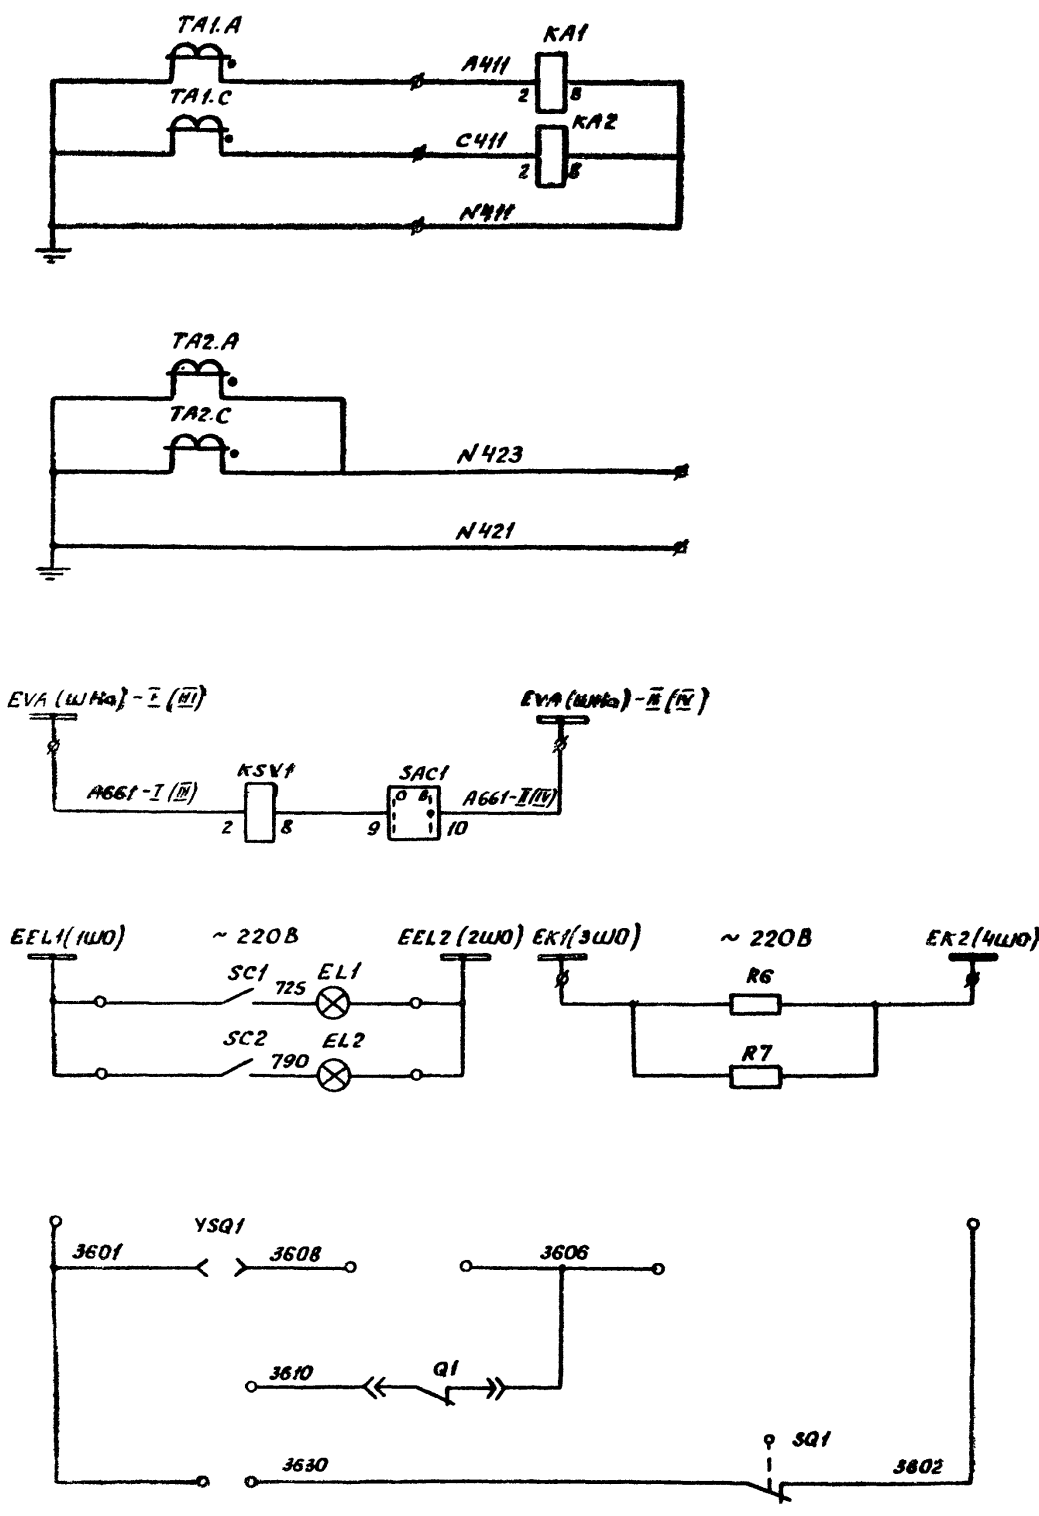 TA1.A
KA1
A411
2 8
TA1.C
KA2
C411
2 8
N411
TA2.A
TA2.C
N423
N421
EVA (шНа) - I (III)
EVA (шНа) - II (IV)
KSV1
SAC1
A661 - I (III)
O В
A661-II(IV)
2 8 9 10
EEL1 (1ШО) ~ 220В EEL2 (2ШО) EK1 (3ШО) ~ 220В EK2 (4ШО)
SC1 725 EL1
R6
SC2 790 EL2
R7
YSQ1
3601 3608 3606
3610 Q1
SQ1
3630 3602